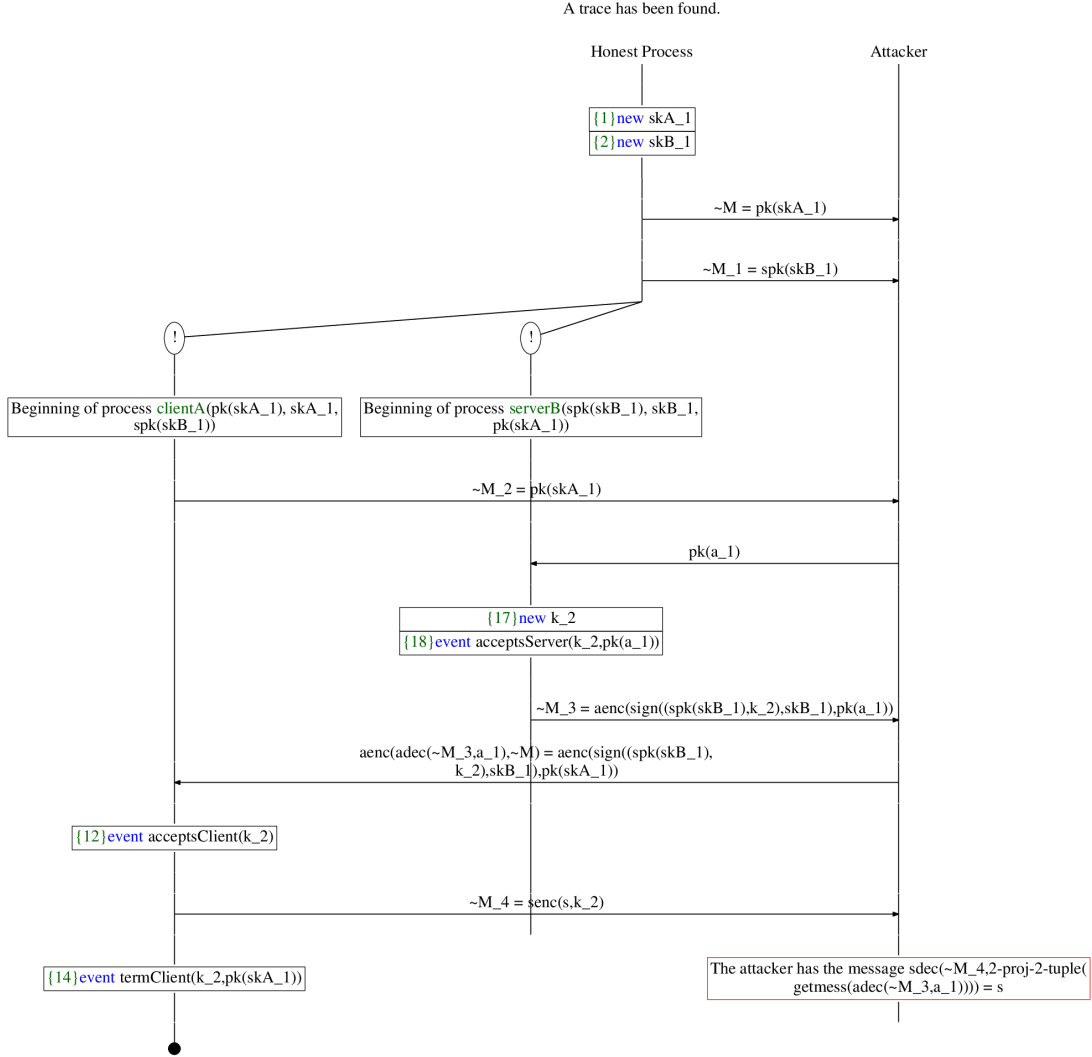 A trace has been found.
Honest Process
Attacker
{1}new skA_1
{2}new skB_1
~M = pk(skA_1)
~M_1 = spk(skB_1)
!
!
Beginning of process clientA(pk(skA_1), skA_1,
spk(skB_1))
Beginning of process serverB(spk(skB_1), skB_1,
pk(skA_1))
~M_2 = pk(skA_1)
pk(a_1)
{17}new k_2
{18}event acceptsServer(k_2,pk(a_1))
~M_3 = aenc(sign((spk(skB_1),k_2),skB_1),pk(a_1))
aenc(adec(~M_3,a_1),~M) = aenc(sign((spk(skB_1),
k_2),skB_1),pk(skA_1))
{12}event acceptsClient(k_2)
~M_4 = senc(s,k_2)
{14}event termClient(k_2,pk(skA_1))
The attacker has the message sdec(~M_4,2-proj-2-tuple(
getmess(adec(~M_3,a_1)))) = s